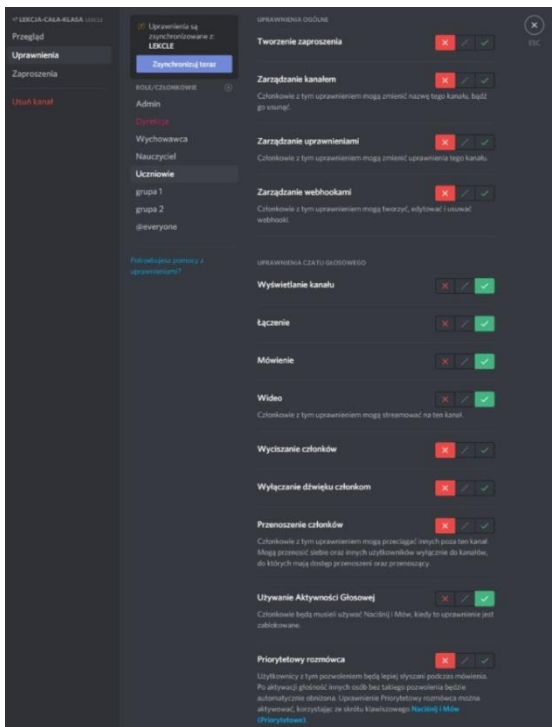 LEKCJA-CAŁA-KLASA LEKCLE
Przegląd
Uprawnienia
Zaproszenia
Usuń kanał
Uprawnienia są
zsynchronizowane z:
LEKCLE
Zsynchronizuj teraz
ROLE/CZŁONKOWIE
Admin
Dyrekcja
Wychowawca
Nauczyciel
Uczniowie
grupa 1
grupa 2
@everyone
Potrzebujesz pomocy z
uprawnieniami?
ESC
UPRAWNIENIA OGÓLNE
Tworzenie zaproszenia
Zarządzanie kanałem
Członkowie z tym uprawnieniem mogą zmienić nazwę tego kanału, bądź
go usunąć.
Zarządzanie uprawnieniami
Członkowie z tym uprawnieniem mogą zmienić uprawnienia tego kanału.
Zarządzanie webhookami
Członkowie z tym uprawnieniem mogą tworzyć, edytować i usuwać
webhooki.
UPRAWNIENIA CZATU GŁOSOWEGO
Wyświetlanie kanału
Łączenie
Mówienie
Wideo
Członkowie z tym uprawnieniem mogą streamować na ten kanał.
Wyciszanie członków
Wyłączanie dźwięku członkom
Przenoszenie członków
Członkowie z tym uprawnieniem mogą przeciągać innych poza ten kanał.
Mogą przenosić siebie oraz innych użytkowników wyłącznie do kanałów,
do których mają dostęp przenoszeni oraz przenoszący.
Używanie Aktywności Głosowej
Członkowie będą musieli używać Naciśnij i Mów, kiedy to uprawnienie jest
zablokowane.
Priorytetowy rozmówca
Użytkownicy z tym pozwoleniem będą lepiej słyszani podczas mówienia.
Po aktywacji głośność innych osób bez takiego pozwolenia będzie
automatycznie obniżona. Uprawnienie Priorytetowy rozmówca można
aktywować, korzystając ze skrótu klawiszowego Naciśnij i Mów
(Priorytetowe).